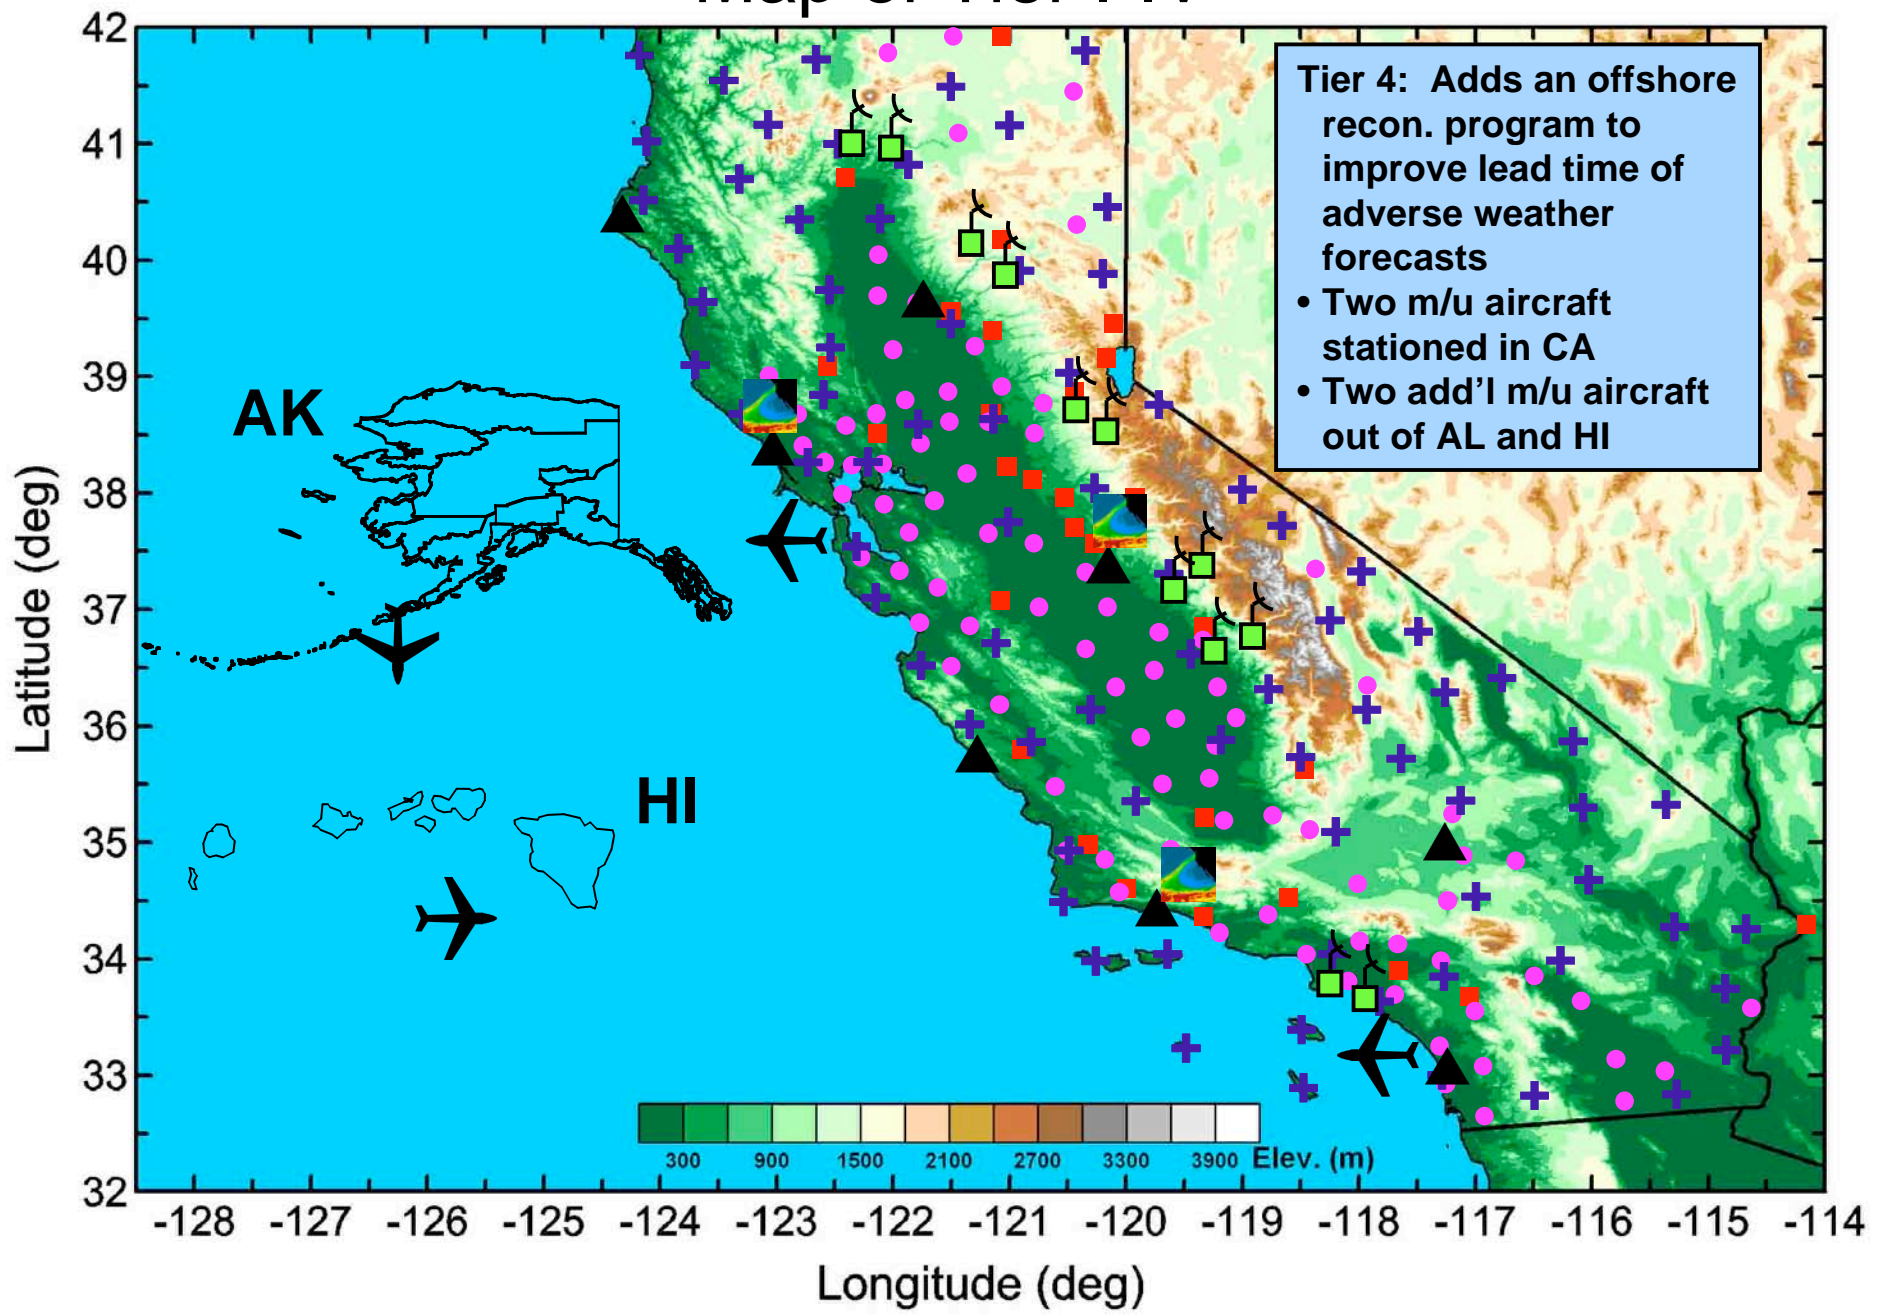 42
41
40
39
38
37
36
35
34
33
32
Latitude (deg)
Tier 4: Adds an offshore
recon. program to
improve lead time of
adverse weather
forecasts
• Two m/u aircraft
stationed in CA
• Two add'l m/u aircraft
out of AL and HI
AK
HI
300 900 1500 2100 2700 3300 3900 Elev. (m)
-128 -127 -126 -125 -124 -123 -122 -121 -120 -119 -118 -117 -116 -115 -114
Longitude (deg)